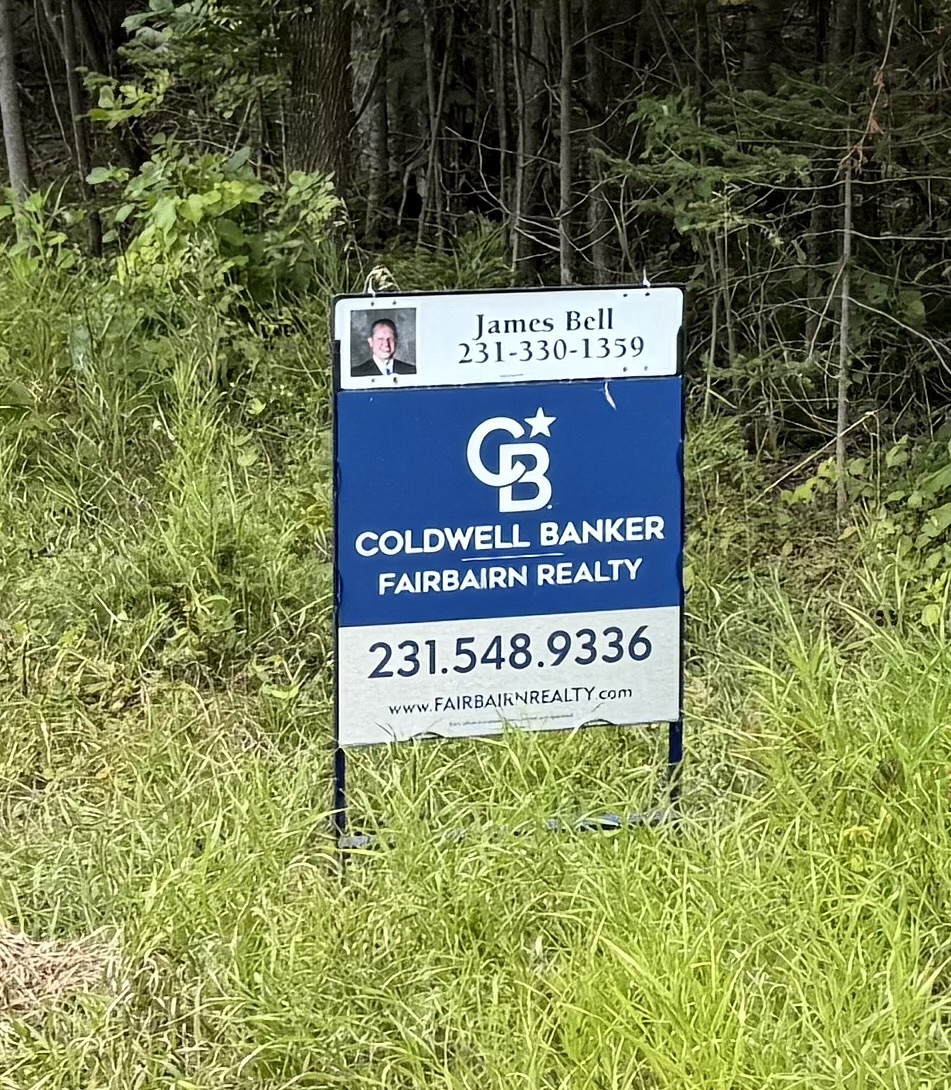 James Bell
231-330-1359
CB
COLDWELL BANKER
FAIRBAIRN REALTY
231.548.9336
www.FAIRBAIRNREALTY.com